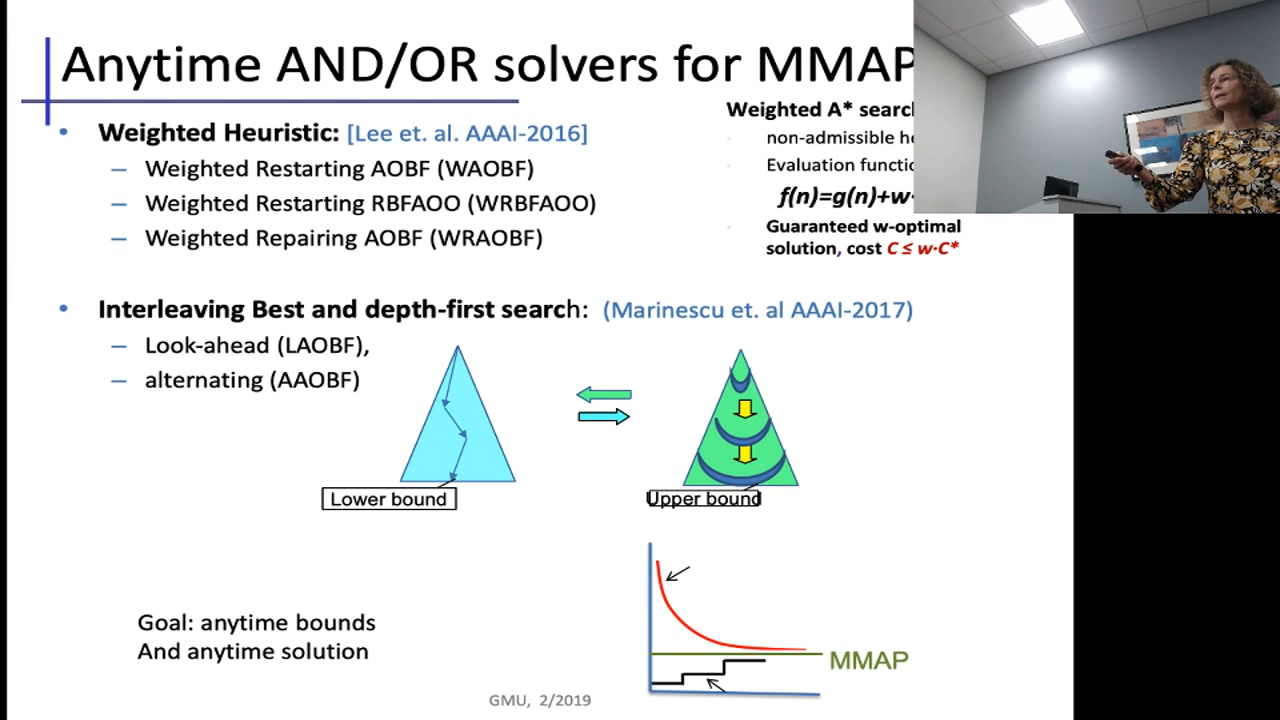 Anytime AND/OR solvers for MMAP
• Weighted Heuristic: [Lee et. al. AAAI-2016]
– Weighted Restarting AOBF (WAOBF)
– Weighted Restarting RBFAOO (WRBFAOO)
– Weighted Repairing AOBF (WRAOBF)
Weighted A*
non-admissible
Evaluation
f(n)=g(n)+w
Guaranteed w-optimal
solution, cost C ≤ w·C*
• Interleaving Best and depth-first search: (Marinescu et. al AAAI-2017)
– Look-ahead (LAOBF),
– alternating (AAOBF)
Lower bound
Upper bound
Goal: anytime bounds
And anytime solution
MMAP
GMU, 2/2019